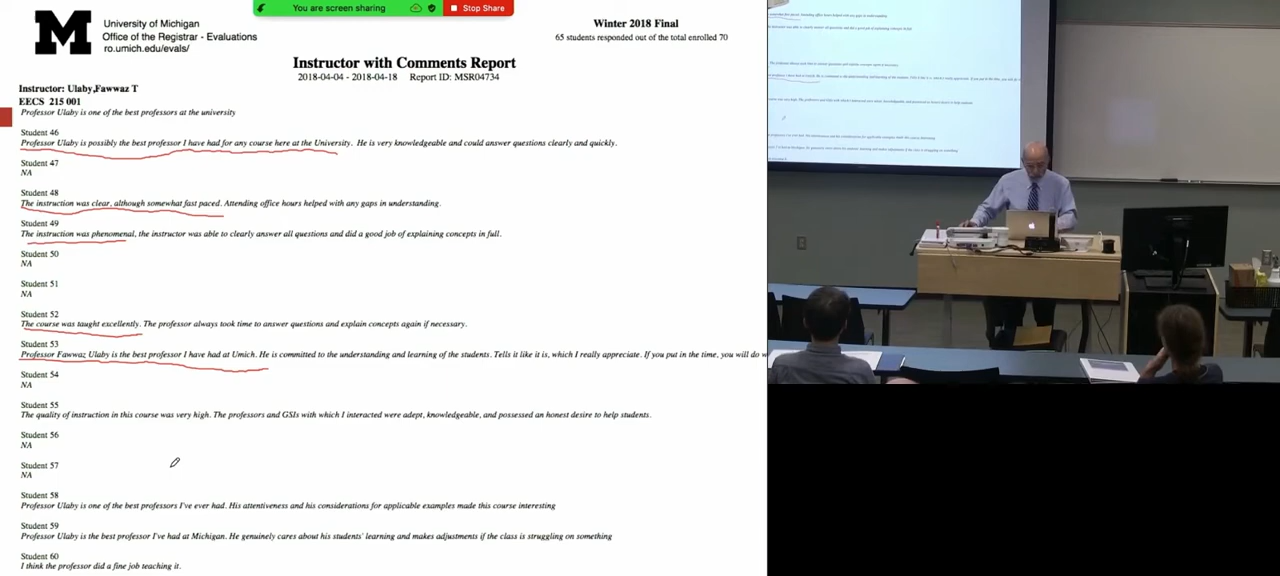 You are screen sharing
Stop Share
M
University of Michigan
Office of the Registrar - Evaluations
ro.umich.edu/evals/
Winter 2018 Final
65 students responded out of the total enrolled 70
Instructor with Comments Report
2018-04-04 - 2018-04-18 Report ID: MSR04734
Instructor: Ulaby,Fawwaz T
EECS 215 001
Professor Ulaby is one of the best professors at the university
Student 46
Professor Ulaby is possibly the best professor I have had for any course here at the University. He is very knowledgeable and could answer questions clearly and quickly.
Student 47
NA
Student 48
The instruction was clear, although somewhat fast paced. Attending office hours helped with any gaps in understanding.
Student 49
The instruction was phenomenal, the instructor was able to clearly answer all questions and did a good job of explaining concepts in full.
Student 50
NA
Student 51
NA
Student 52
The course was taught excellently. The professor always took time to answer questions and explain concepts again if necessary.
Student 53
Professor Fawwaz Ulaby is the best professor I have had at Umich. He is committed to the understanding and learning of the students. Tells it like it is, which I really appreciate. If you put in the time, you will do w
Student 54
NA
Student 55
The quality of instruction in this course was very high. The professors and GSIs with which I interacted were adept, knowledgeable, and possessed an honest desire to help students.
Student 56
NA
Student 57
NA
Student 58
Professor Ulaby is one of the best professors I've ever had. His attentiveness and his considerations for applicable examples made this course interesting
Student 59
Professor Ulaby is the best professor I've had at Michigan. He genuinely cares about his students' learning and makes adjustments if the class is struggling on something
Student 60
I think the professor did a fine job teaching it.